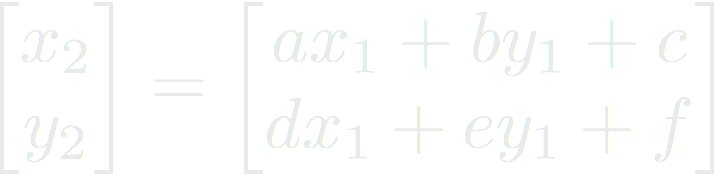 [x₂] = [ax₁ + by₁ + c]
[y₂]   [dx₁ + ey₁ + f]